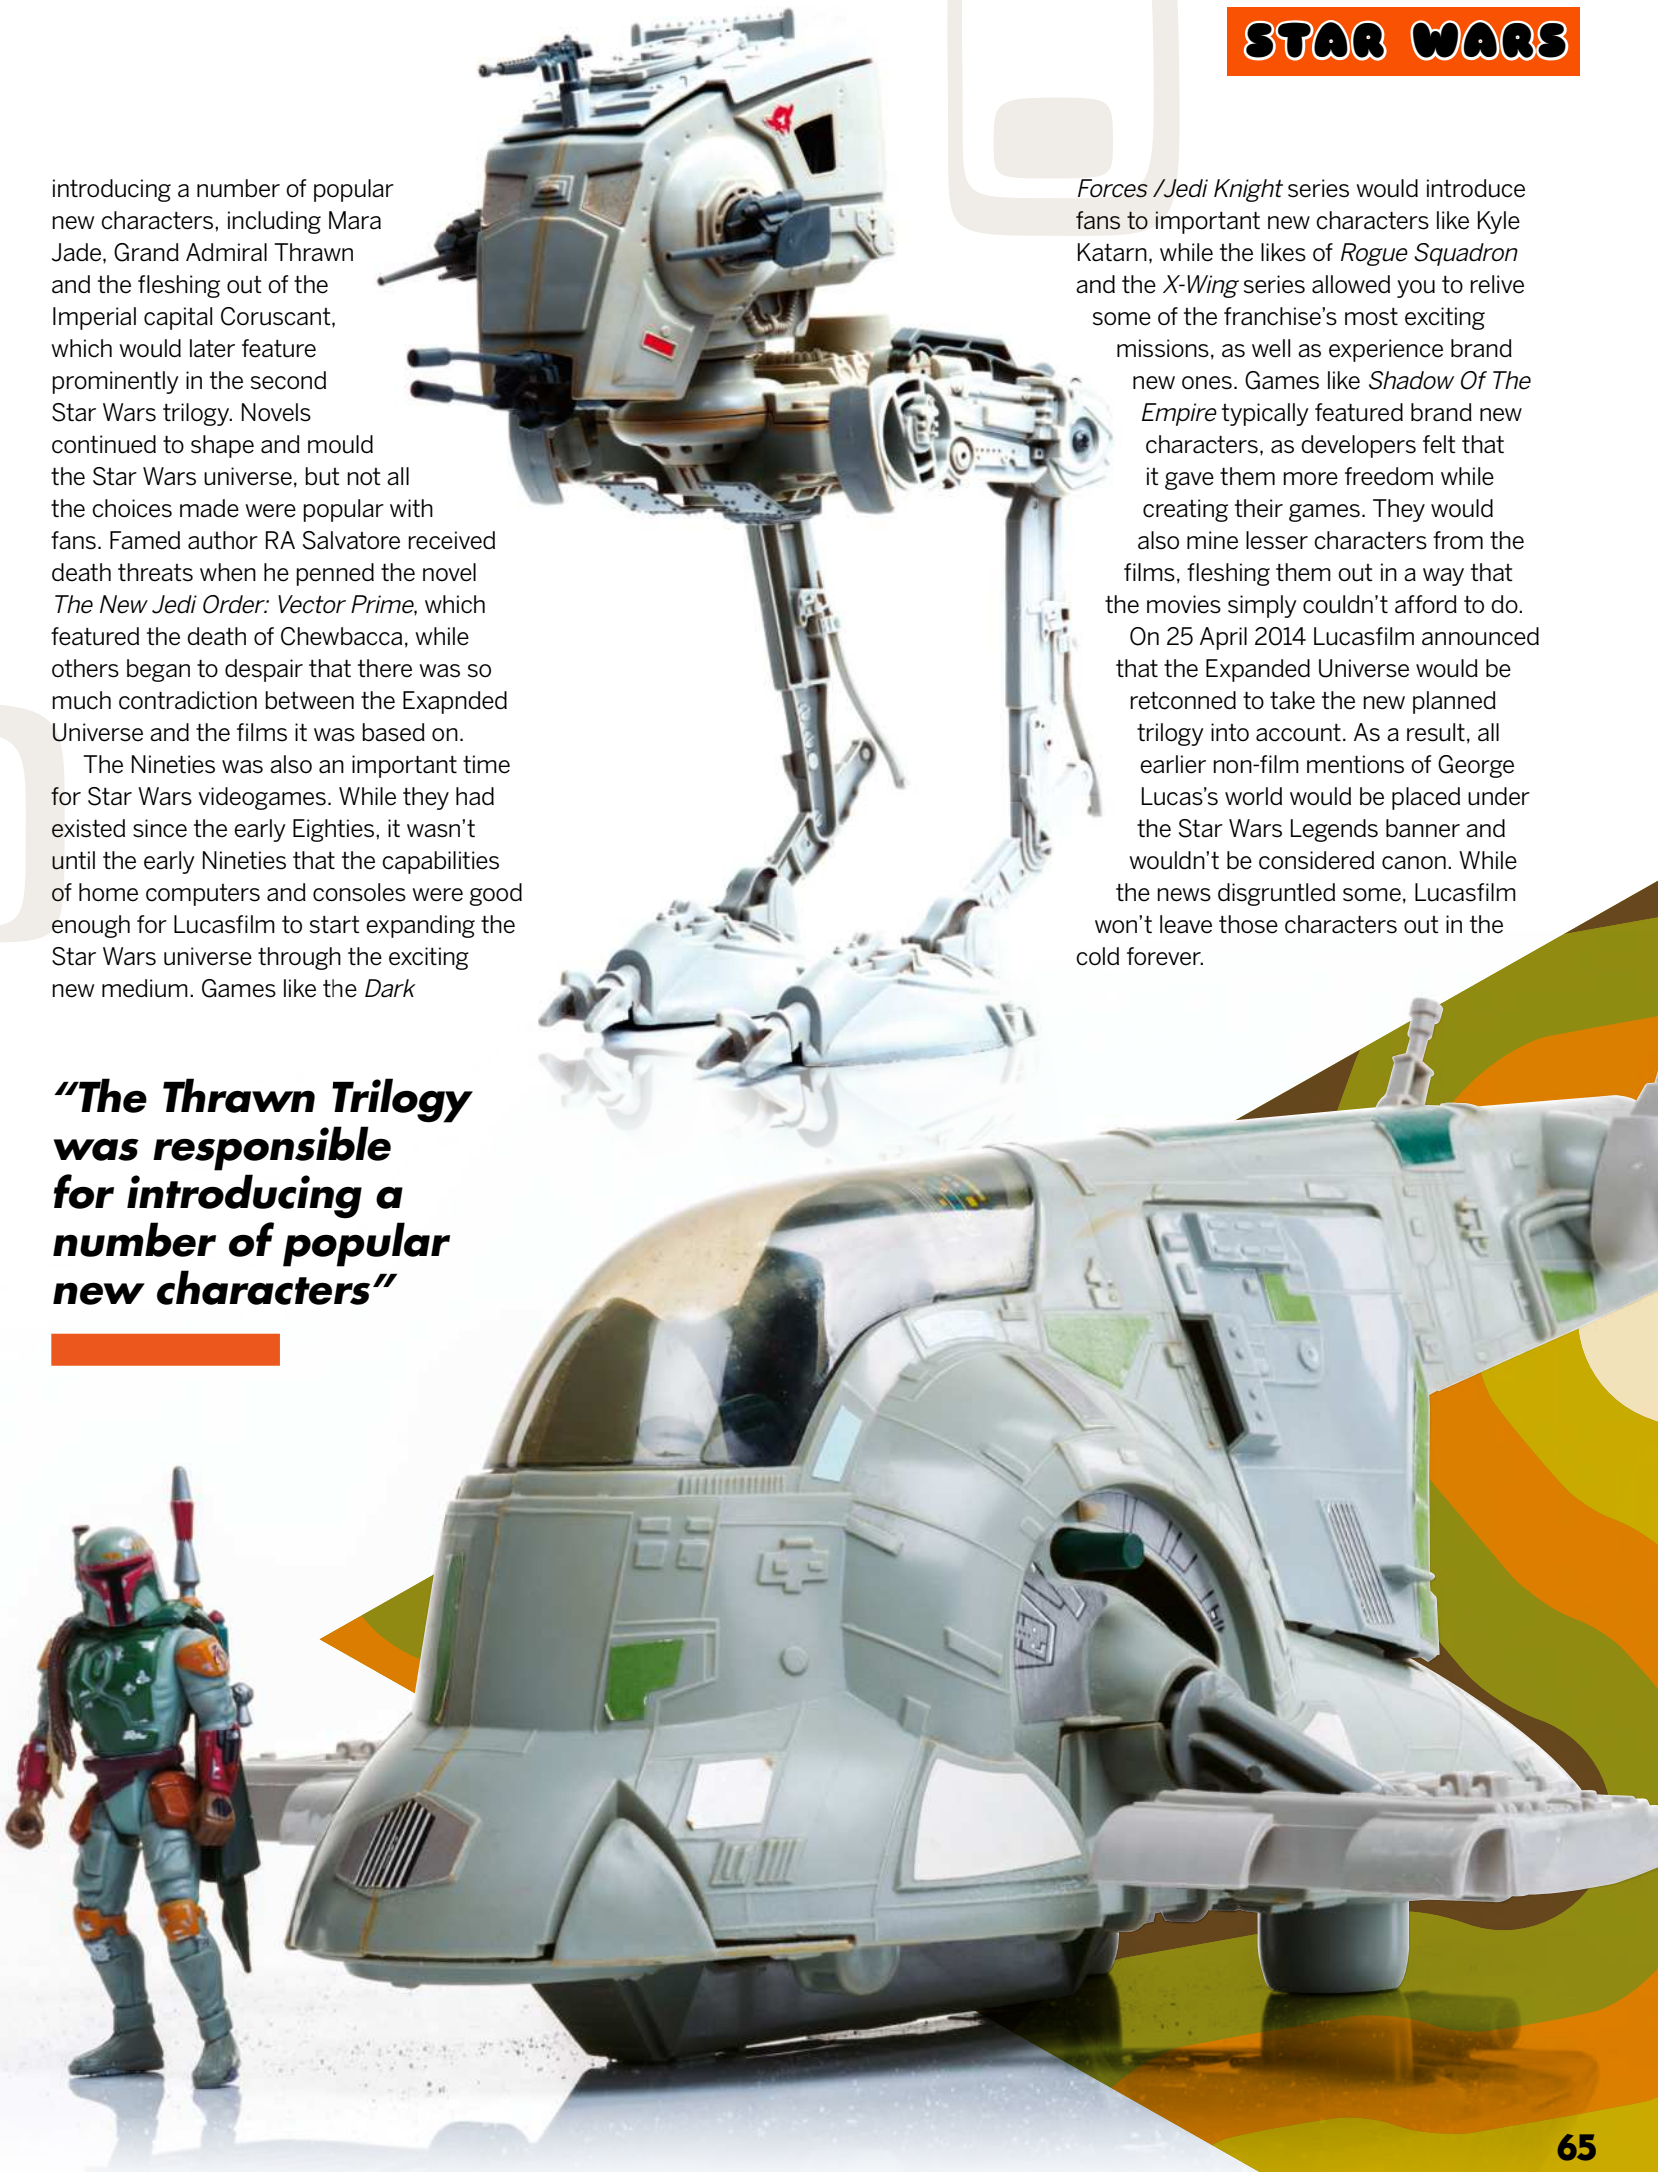 STAR WARS
introducing a number of popular
new characters, including Mara
Jade, Grand Admiral Thrawn
and the fleshing out of the
Imperial capital Coruscant,
which would later feature
prominently in the second
Star Wars trilogy. Novels
continued to shape and mould
the Star Wars universe, but not all
the choices made were popular with
fans. Famed author RA Salvatore received
death threats when he penned the novel
The New Jedi Order: Vector Prime, which
featured the death of Chewbacca, while
others began to despair that there was so
much contradiction between the Exapnded
Universe and the films it was based on.
The Nineties was also an important time
for Star Wars videogames. While they had
existed since the early Eighties, it wasn't
until the early Nineties that the capabilities
of home computers and consoles were good
enough for Lucasfilm to start expanding the
Star Wars universe through the exciting
new medium. Games like the Dark
Forces /Jedi Knight series would introduce
fans to important new characters like Kyle
Katarn, while the likes of Rogue Squadron
and the X-Wing series allowed you to relive
some of the franchise's most exciting
missions, as well as experience brand
new ones. Games like Shadow Of The
Empire typically featured brand new
characters, as developers felt that
it gave them more freedom while
creating their games. They would
also mine lesser characters from the
films, fleshing them out in a way that
the movies simply couldn't afford to do.
On 25 April 2014 Lucasfilm announced
that the Expanded Universe would be
retconned to take the new planned
trilogy into account. As a result, all
earlier non-film mentions of George
Lucas's world would be placed under
the Star Wars Legends banner and
wouldn't be considered canon. While
the news disgruntled some, Lucasfilm
won't leave those characters out in the
cold forever.
"The Thrawn Trilogy
was responsible
for introducing a
number of popular
new characters"
65